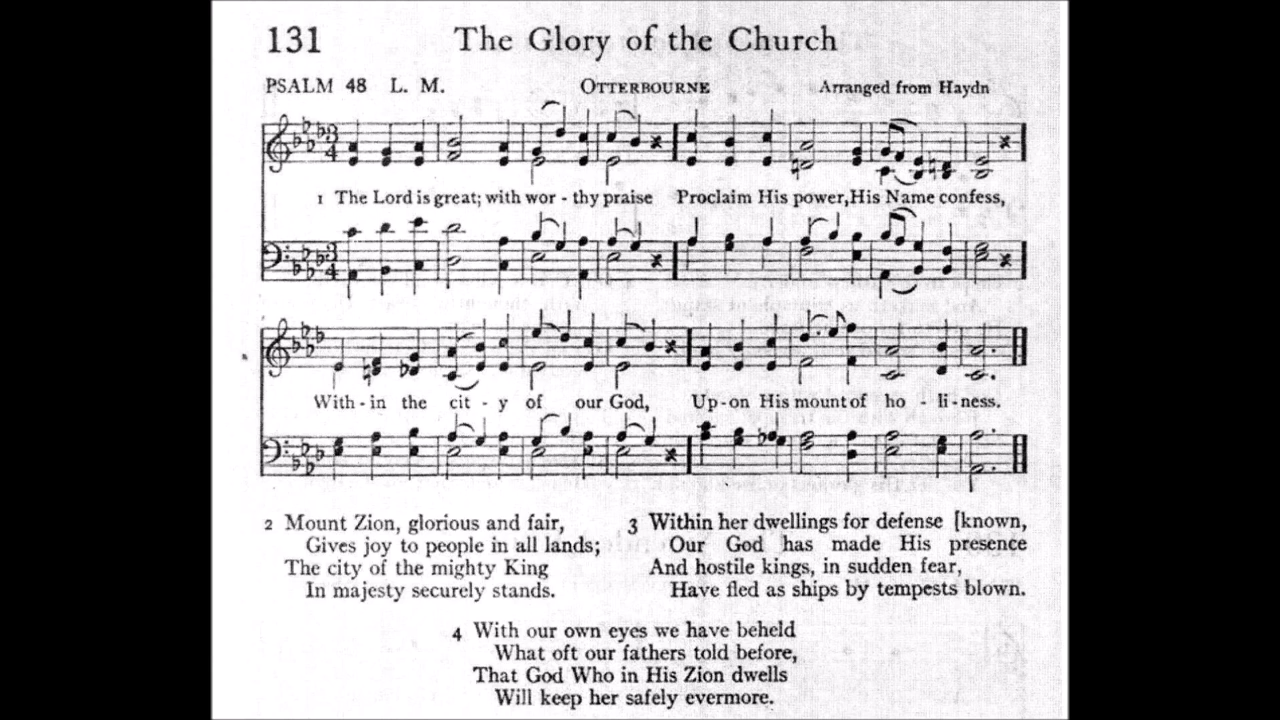 131 The Glory of the Church
PSALM 48 L. M. OTTERBOURNE Arranged from Haydn
3 4
1 The Lord is great; with wor - thy praise Proclaim His power, His Name confess,
3 4
With - in the cit - y of our God, Up - on His mount of ho - li - ness.
2 Mount Zion, glorious and fair,
Gives joy to people in all lands;
The city of the mighty King
In majesty securely stands.
3 Within her dwellings for defense [known,
Our God has made His presence
And hostile kings, in sudden fear,
Have fled as ships by tempests blown.
4 With our own eyes we have beheld
What oft our fathers told before,
That God Who in His Zion dwells
Will keep her safely evermore.